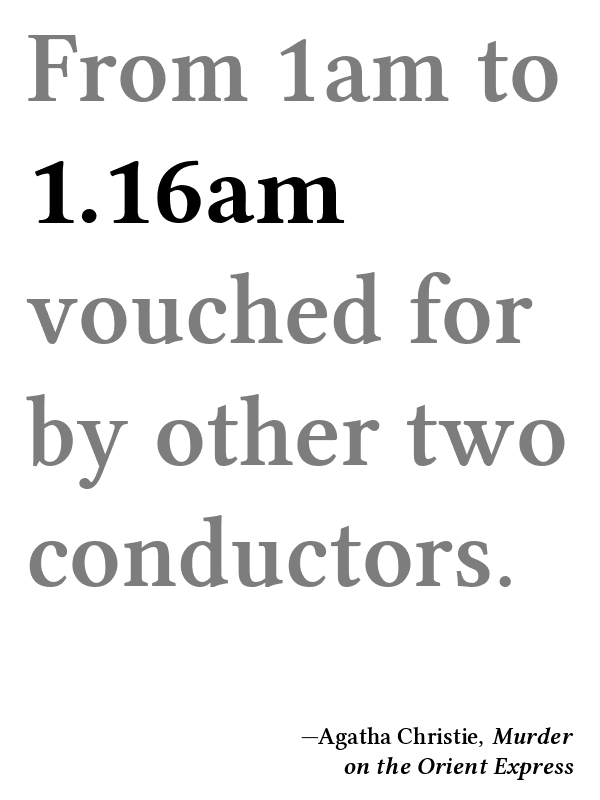 From 1am to
1.16am
vouched for
by other two
conductors.
—Agatha Christie, Murder
on the Orient Express